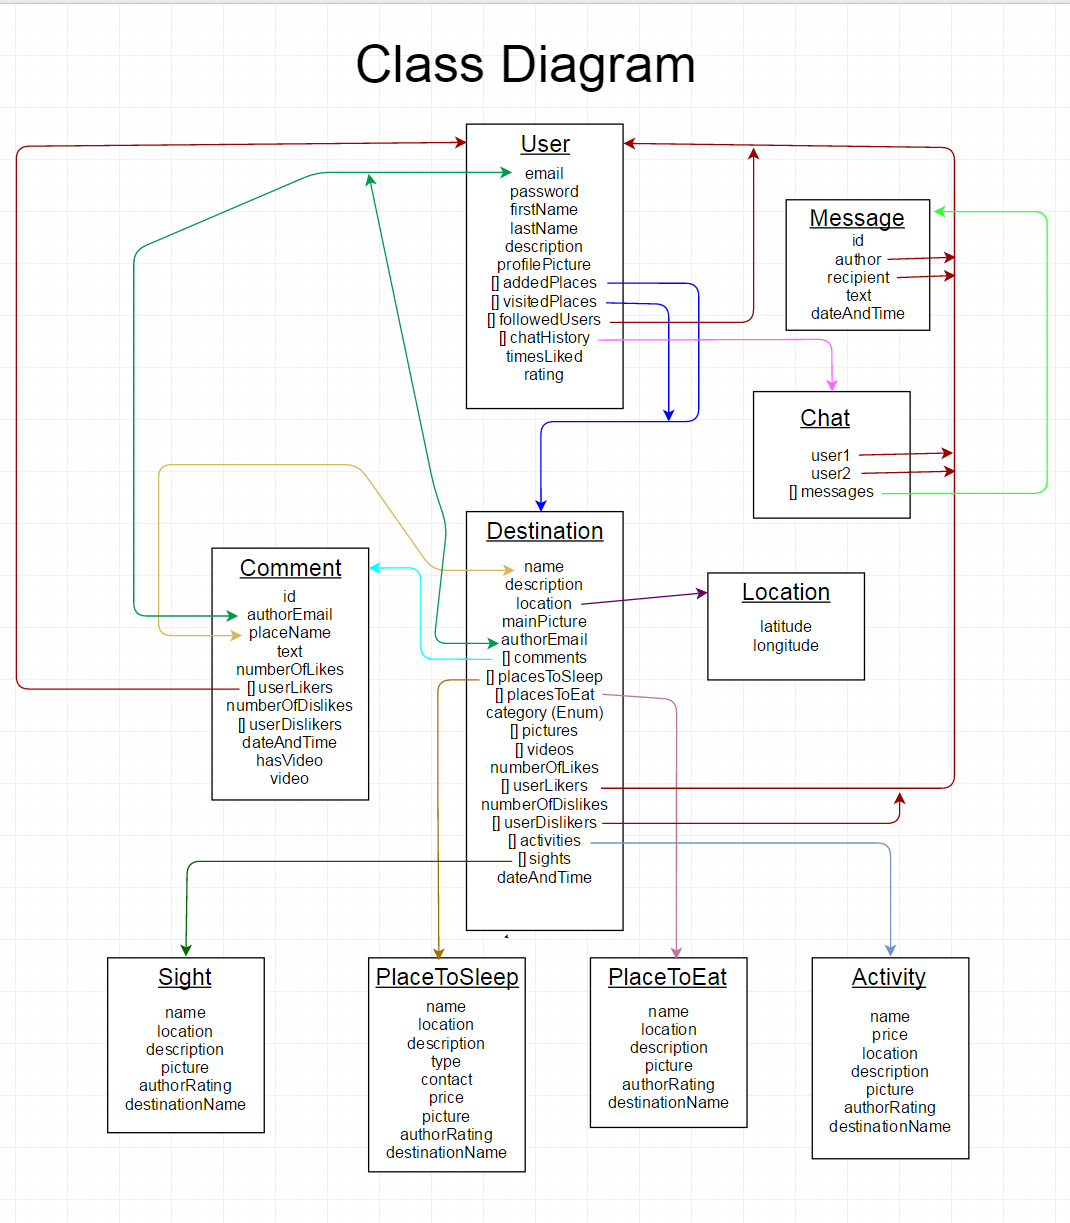 Class Diagram
User
email
password
firstName
lastName
description
profilePicture
[] addedPlaces
[] visitedPlaces
[] followedUsers
[] chatHistory
timesLiked
rating
Message
id
author
recipient
text
dateAndTime
Chat
user1
user2
[] messages
Comment
id
authorEmail
placeName
text
numberOfLikes
[] userLikers
numberOfDislikes
[] userDislikers
dateAndTime
hasVideo
video
Destination
name
description
location
mainPicture
authorEmail
[] comments
[] placesToSleep
[] placesToEat
category (Enum)
[] pictures
[] videos
numberOfLikes
[] userLikers
numberOfDislikes
[] userDislikers
[] activities
[] sights
dateAndTime
Location
latitude
longitude
Sight
name
location
description
picture
authorRating
destinationName
PlaceToSleep
name
location
description
type
contact
price
picture
authorRating
destinationName
PlaceToEat
name
location
description
picture
authorRating
destinationName
Activity
name
price
location
description
picture
authorRating
destinationName